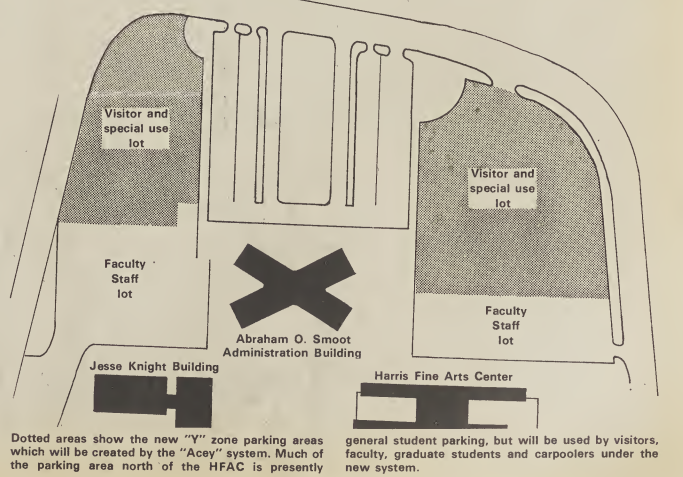 Visitor and
special use
lot
Visitor and
special use
lot
Faculty
Staff
lot
Faculty
Staff
lot
Abraham O. Smoot
Administration Building
Jesse Knight Building
Harris Fine Arts Center
Dotted areas show the new "Y" zone parking areas
which will be created by the "Acey" system. Much of
the parking area north of the HFAC is presently
general student parking, but will be used by visitors,
faculty, graduate students and carpoolers under the
new system.